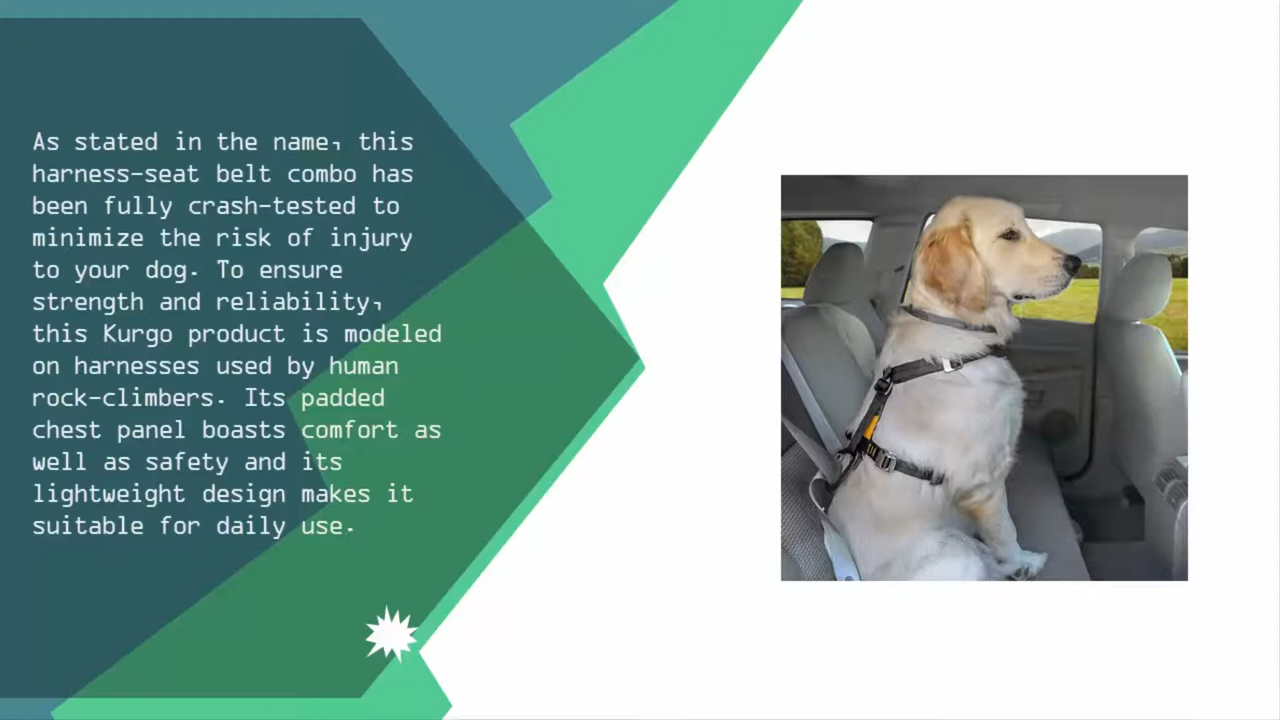 As stated in the name, this
harness-seat belt combo has
been fully crash-tested to
minimize the risk of injury
to your dog. To ensure
strength and reliability,
this Kurgo product is modeled
on harnesses used by human
rock-climbers. Its padded
chest panel boasts comfort as
well as safety and its
lightweight design makes it
suitable for daily use.